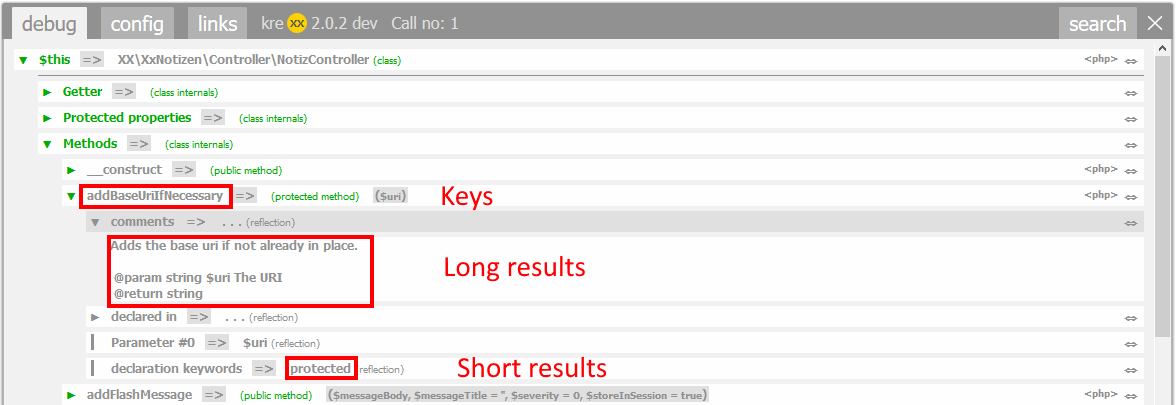 debug config links kre XX 2.0.2 dev Call no: 1 search
$this => XX\XxNotizen\Controller\NotizController (class) <php>
Getter => (class internals)
Protected properties => (class internals)
Methods => (class internals)
__construct => (public method) <php>
addBaseUriIfNecessary => (protected method) ($uri) Keys <php>
comments => ... (reflection)
Adds the base uri if not already in place.
@param string $uri The URI Long results
@return string
declared in => ... (reflection)
Parameter #0 => $uri (reflection)
declaration keywords => protected reflection) Short results
addFlashMessage => (public method) ($messageBody, $messageTitle = '', $severity = 0, $storeInSession = true) <php>